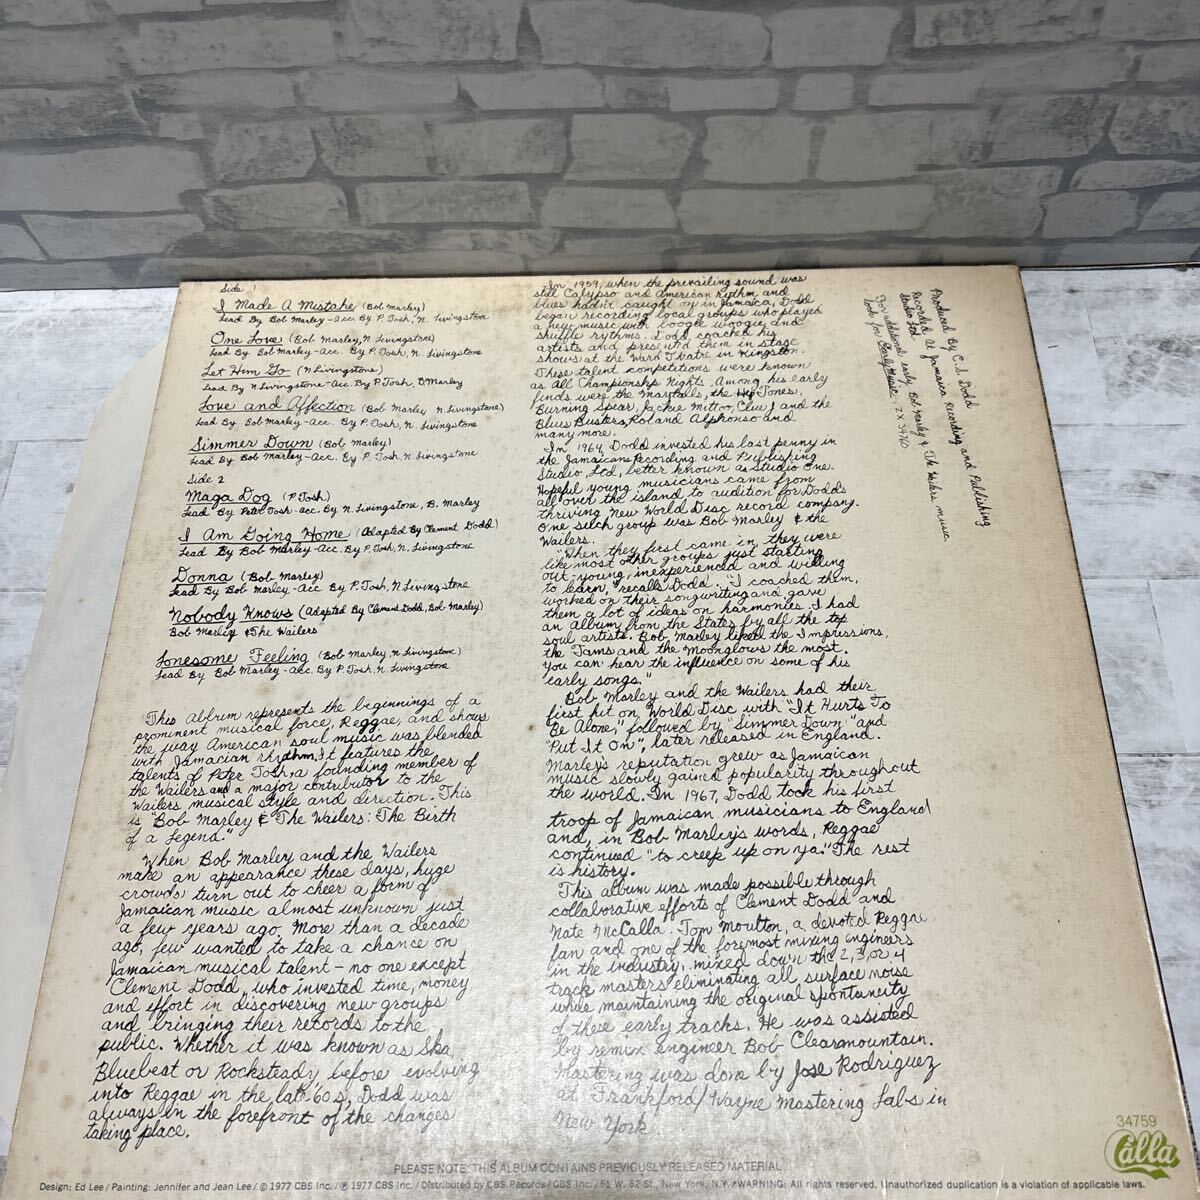 Side 1
I Made A Mistake (Bob Marley)
Lead By Bob Marley-Acc. By P. Tosh, N. Livingstone
One Love (Bob Marley, N Livingstone)
Lead By Bob Marley-Acc. By P. Tosh, N. Livingstone
Let Him Go (N Livingstone)
Lead By N Livingstone-Acc. By P. Tosh, B Marley
Love and Affection (Bob Marley N Livingstone)
Lead By Bob Marley-Acc. By P. Tosh, N. Livingstone
Simmer Down (Bob Marley)
Lead By Bob Marley-Acc. By P. Tosh, N. Livingstone
Side 2
Maga Dog (P Tosh)
Lead By Peter Tosh-acc. By N. Livingstone, B. Marley
I Am Going Home (Adapted By Clement Dodd)
Lead By Bob Marley-Acc. By P. Tosh, N. Livingstone
Donna (Bob Marley)
Lead By Bob Marley-Acc By P. Tosh, N Livingstone
Nobody Knows (Adapted By Clement Dodd, Bob Marley)
Bob Marley & The Wailers
Lonesome Feeling (Bob Marley, N Livingstone)
Lead By Bob Marley-acc. By P. Tosh, N Livingstone
This album represents the beginnings of a
prominent musical force, Reggae, and shows
the way American soul music was blended
with Jamacian rhythm. It features the
talents of Peter Tosh, a founding member of
the Wailers and a major contributor to the
Wailers musical style and direction. This
is "Bob Marley & The Wailers: The Birth
of a Legend."
When Bob Marley and the Wailers
make an appearance these days, huge
crowds turn out to cheer a form of
Jamaican music almost unknown just
a few years ago. More than a decade
ago, few wanted to take a chance on
Jamaican musical talent - no one except
Clement Dodd, who invested time, money
and effort in discovering new groups
and bringing their records to the
public. Whether it was known as Ska,
Bluebeat or Rocksteady before evolving
into Reggae in the late '60s, Dodd was
always in the forefront of the changes
taking place.
In 1959, when the prevailing sound was
still Calypso and American rhythm and
blues hadn't caught on in Jamaica, Dodd
began recording local groups who played
a new music with boogie woogie and
shuffle rythms. Dodd coached his
artists and presented them in stage
shows at the Ward Theatre in Kingston.
These talent competitions were known
as All Championship Nights. Among his early
finds were the Maytalls, the Hep Tones,
Burning Spear, Jackie Mittoo, Clue J and the
Blues Busters, Roland Alphonso and
many more.
In 1964, Dodd invested his last penny in
the Jamaican Recording and Publishing
Studio, Ltd, better known as Studio One.
Hopeful young musicians came from
all over the island to audition for Dodd's
thriving New World Disc record company.
One such group was Bob Marley & the
Wailers.
"When they first came in, they were
like most other groups just starting
out - young, inexperienced and willing
to learn," recalls Dodd. "I coached them,
worked on their songwriting and gave
them a lot of ideas on harmonies. I had
an album from the States by all the top
soul artists. Bob Marley liked the Impressions,
the Tams and the Moonglows the most.
You can hear the influence on some of his
early songs."
Bob Marley and the Wailers had their
first hit on World Disc with "It Hurts To
Be Alone," followed by "Simmer Down" and
"Put It On", later released in England.
Marley's reputation grew as Jamaican
music slowly gained popularity throughout
the world. In 1967, Dodd took his first
troop of Jamaican musicians to England
and, in Bob Marley's words, Reggae
continued "to creep up on ya." The rest
is history.
This album was made possible through
collaborative efforts of Clement Dodd and
Nate McCalla. Tom Moulton, a devoted Reggae
fan and one of the foremost mixing engineers
in the industry, mixed down the 2, 3, or 4
track masters eliminating all surface noise
while maintaining the original spontaneity
of these early tracks. He was assisted
by remix engineer Bob Clearmountain.
Mastering was done by Jose Rodriguez
at Frankford/Wayne Mastering Labs in
New York
Produced By C. S. Dodd
Recorded At Jamaica Recording and Publishing
Studio Ltd.
For additional early Bob Marley & The Wailers music
look for Early Music ZX 34760
34759
Calla
PLEASE NOTE: THIS ALBUM CONTAINS PREVIOUSLY RELEASED MATERIAL
Design: Ed Lee/Painting: Jennifer and Jean Lee/© 1977 CBS Inc./℗ 1977 CBS Inc./Distributed by CBS Records/CBS Inc./51 W. 52 St., New York, N.Y./WARNING: All rights reserved. Unauthorized duplication is a violation of applicable laws.